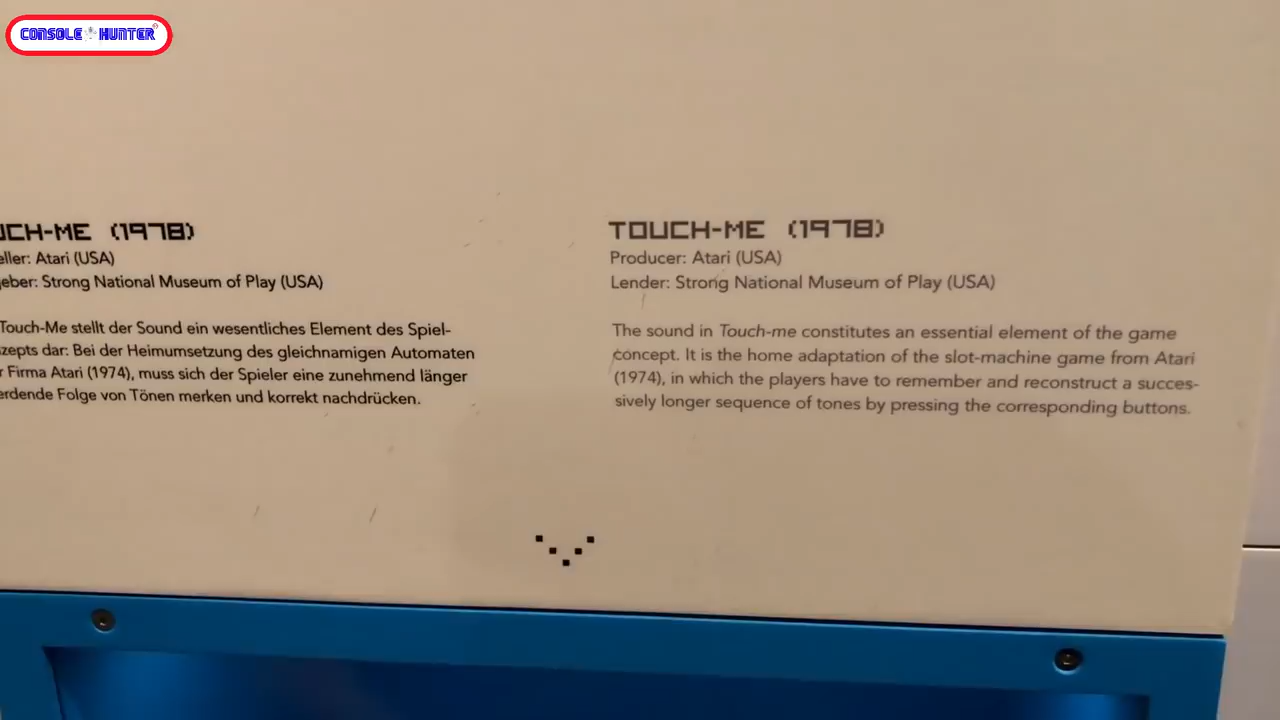 CONSOLE HUNTER
UCH-ME (1978)
eller: Atari (USA)
geber: Strong National Museum of Play (USA)
Touch-Me stellt der Sound ein wesentliches Element des Spiel-
zepts dar: Bei der Heimumsetzung des gleichnamigen Automaten
r Firma Atari (1974), muss sich der Spieler eine zunehmend länger
erdende Folge von Tönen merken und korrekt nachdrücken.
TOUCH-ME (1978)
Producer: Atari (USA)
Lender: Strong National Museum of Play (USA)
The sound in Touch-me constitutes an essential element of the game
concept. It is the home adaptation of the slot-machine game from Atari
(1974), in which the players have to remember and reconstruct a succes-
sively longer sequence of tones by pressing the corresponding buttons.